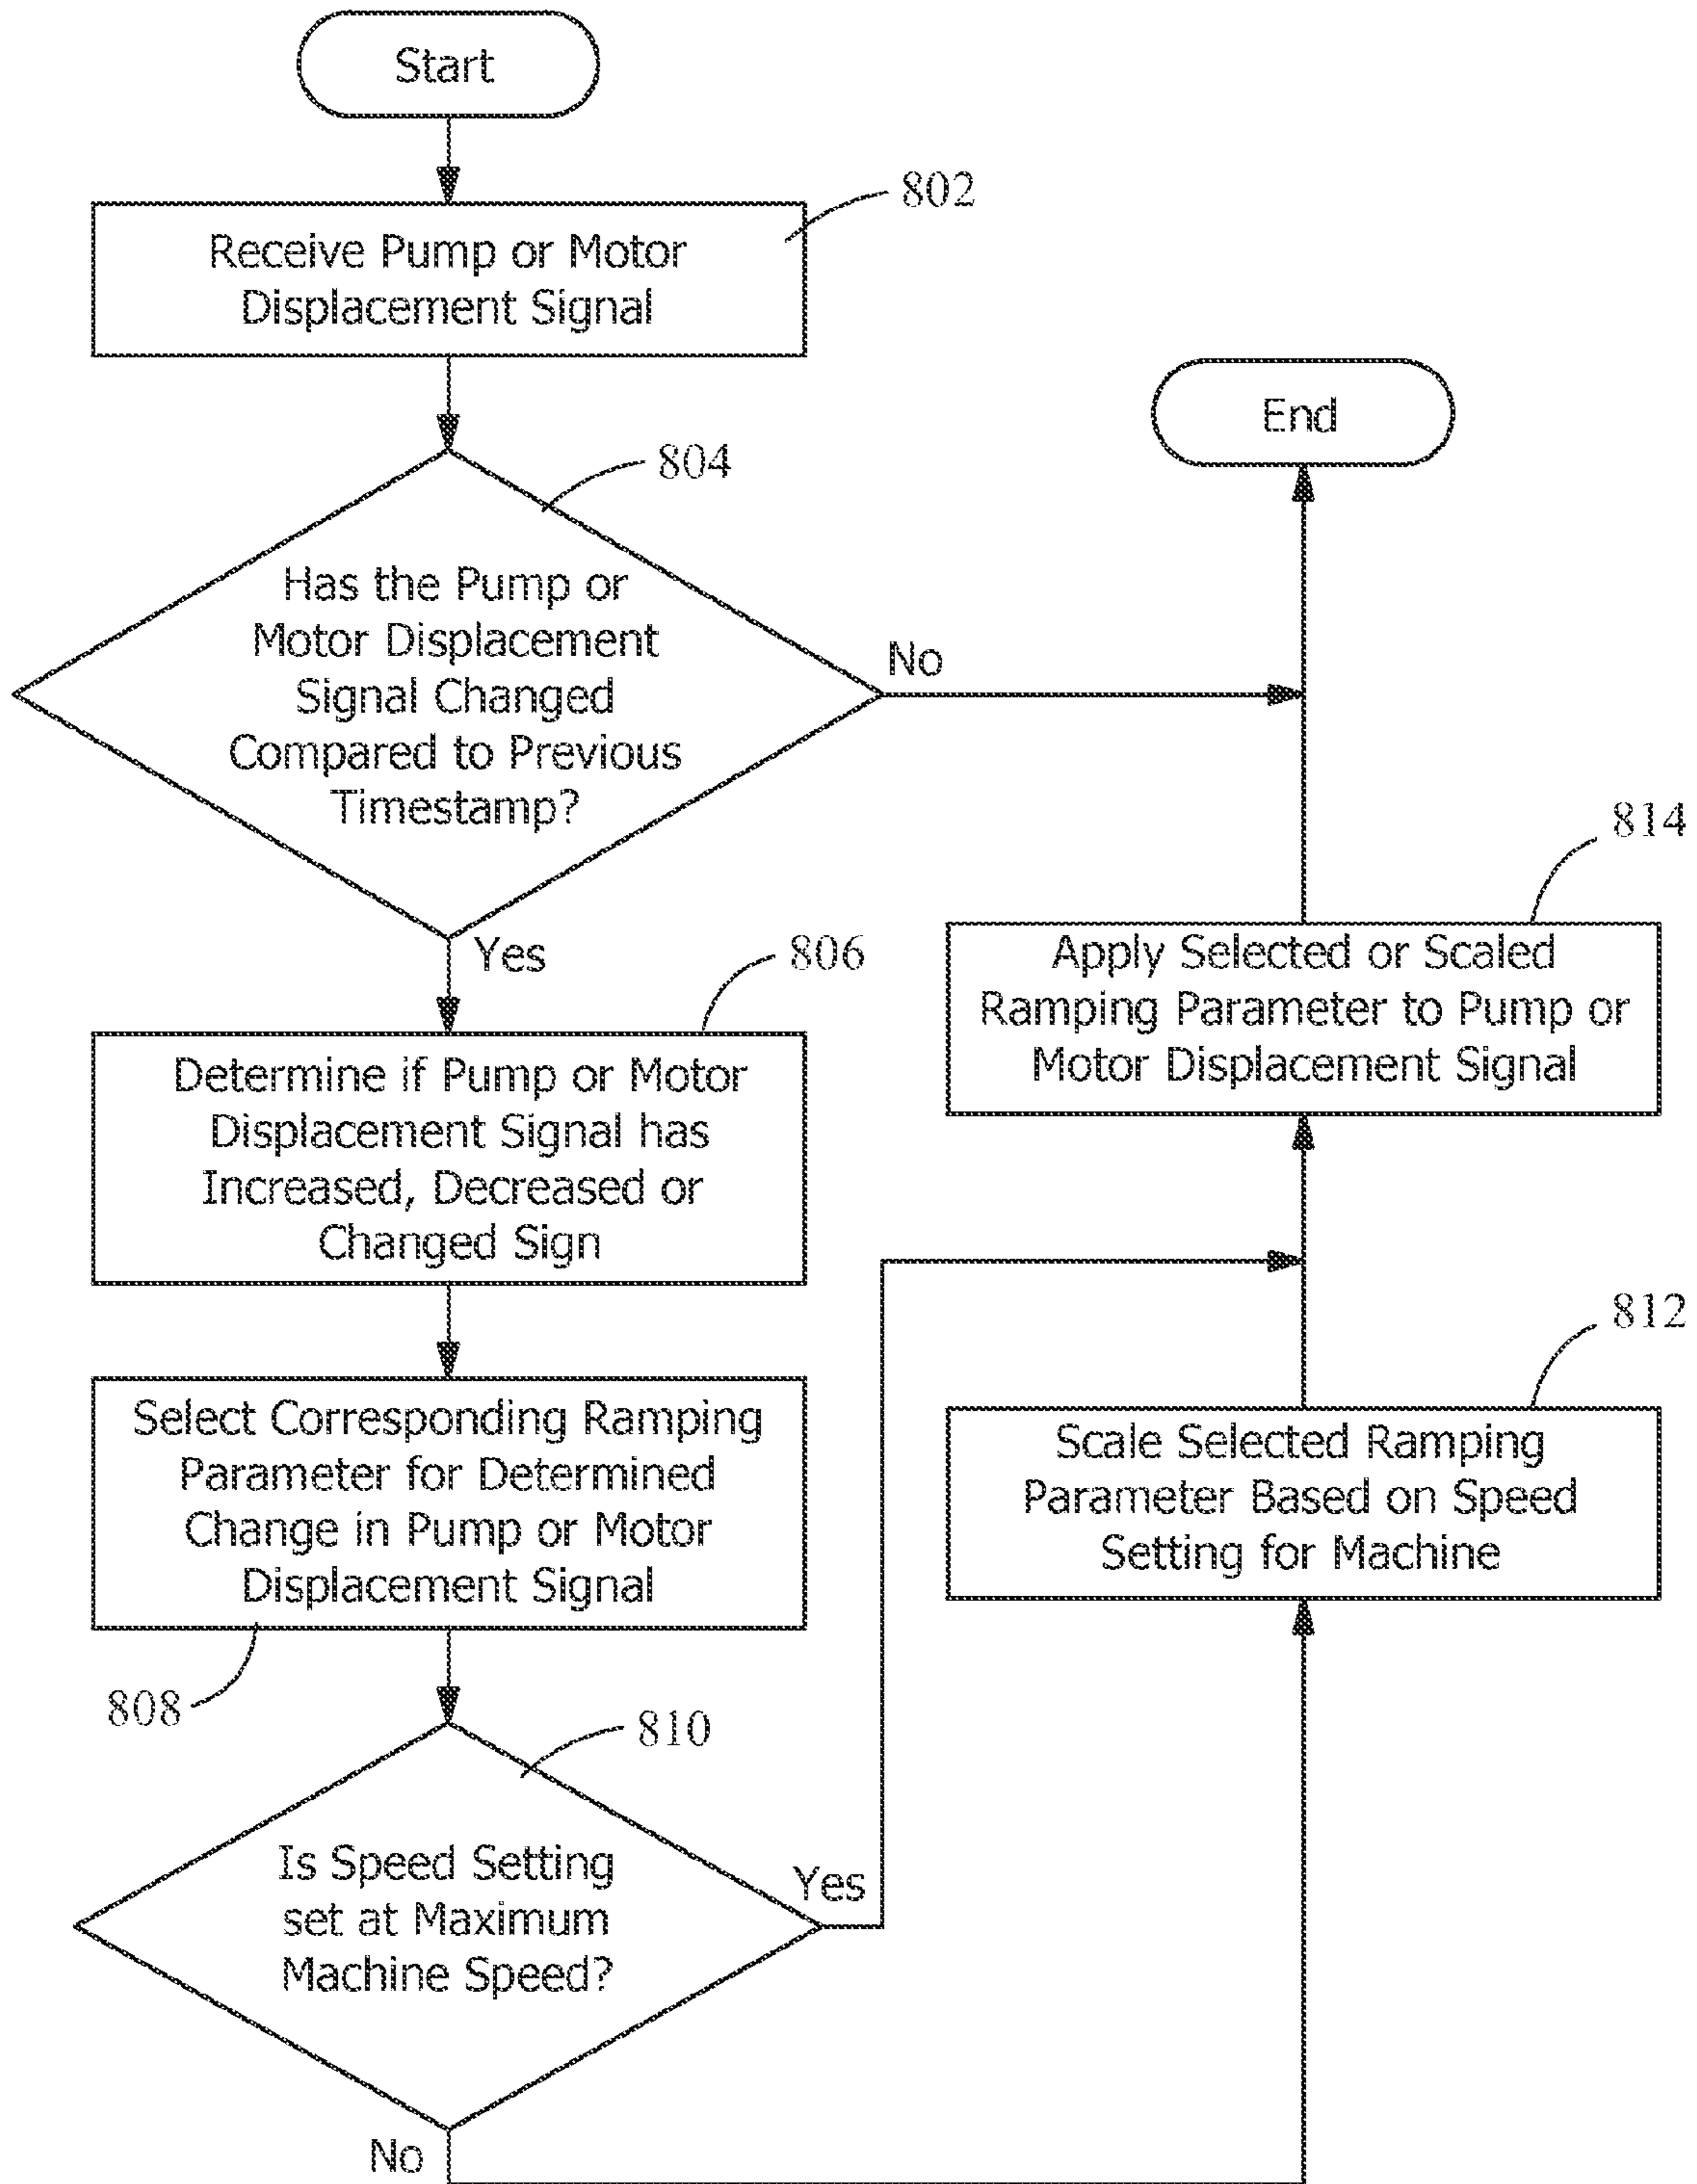 Start
802
Receive Pump or Motor
Displacement Signal
804
Has the Pump or
Motor Displacement
Signal Changed
Compared to Previous
Timestamp?
No
Yes
806
Determine if Pump or Motor
Displacement Signal has
Increased, Decreased or
Changed Sign
Select Corresponding Ramping
Parameter for Determined
Change in Pump or Motor
Displacement Signal
808
810
Is Speed Setting
set at Maximum
Machine Speed?
Yes
No
812
Scale Selected Ramping
Parameter Based on Speed
Setting for Machine
814
Apply Selected or Scaled
Ramping Parameter to Pump or
Motor Displacement Signal
End